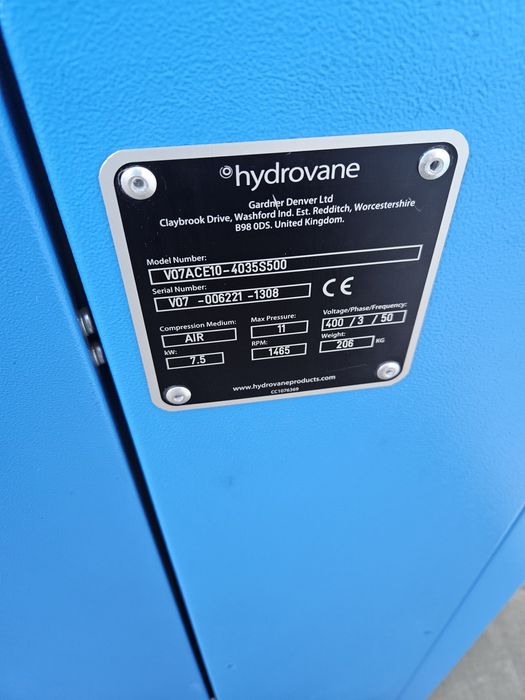 hydrovane
Gardner Denver Ltd
Claybrook Drive, Washford Ind. Est. Redditch, Worcestershire
B98 0DS. United Kingdom.
Model Number:
V07ACE10-4035S500
Serial Number:
V07 -006221 -1308
CE
Compression Medium:
AIR
Max Pressure:
11
Voltage/Phase/Frequency:
400 / 3 / 50
kW:
7.5
RPM:
1465
Weight:
206 KG
www.hydrovaneproducts.com
CC1076369